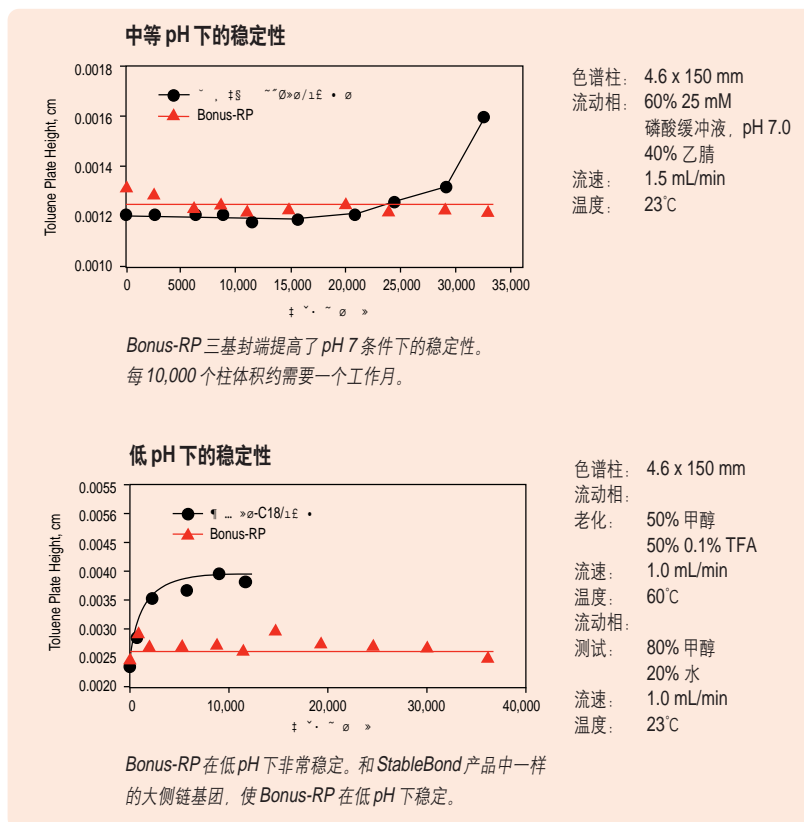 中等 pH 下的稳定性
Toluene Plate Height, cm
0.0018
0.0016
0.0014
0.0012
0.0010
Bonus-RP
0 5000 10,000 15,000 20,000 25,000 30,000 35,000
色谱柱: 4.6 x 150 mm
流动相: 60% 25 mM
磷酸缓冲液, pH 7.0
40% 乙腈
流速: 1.5 mL/min
温度: 23°C
Bonus-RP 三基封端提高了 pH 7 条件下的稳定性。
每 10,000 个柱体积约需要一个工作月。
低 pH 下的稳定性
Toluene Plate Height, cm
0.0055
0.0056
0.0045
0.0040
0.0035
0.0030
0.0025
0.0020
-C18/
Bonus-RP
0 10,000 20,000 30,000 40,000
色谱柱: 4.6 x 150 mm
流动相:
老化: 50% 甲醇
50% 0.1% TFA
流速: 1.0 mL/min
温度: 60°C
流动相:
测试: 80% 甲醇
20% 水
流速: 1.0 mL/min
温度: 23°C
Bonus-RP 在低 pH 下非常稳定。和 StableBond 产品中一样
的大侧链基团, 使 Bonus-RP 在低 pH 下稳定。